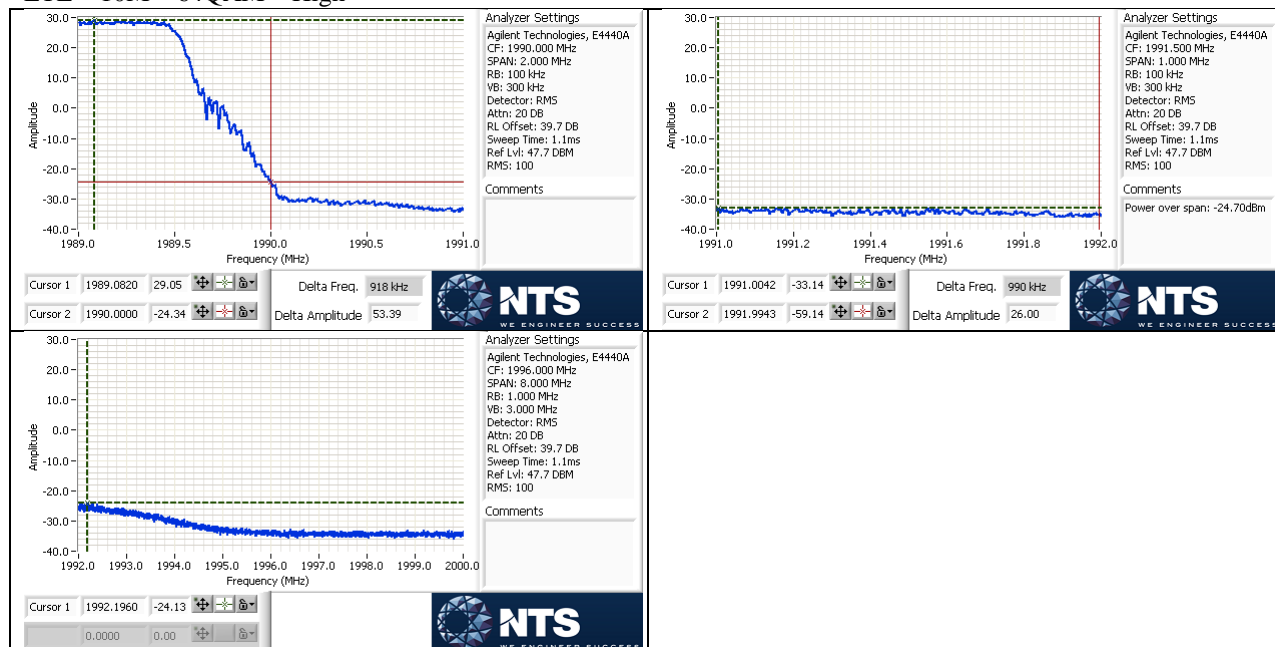 30.0
20.0
10.0
0.0
-10.0
-20.0
-30.0
-40.0
Amplitude
1989.0 1989.5 1990.0 1990.5 1991.0
Frequency (MHz)
Analyzer Settings
Agilent Technologies, E4440A
CF: 1990.000 MHz
SPAN: 2.000 MHz
RB: 100 kHz
VB: 300 kHz
Detector: RMS
Attn: 20 DB
RL Offset: 39.7 DB
Sweep Time: 1.1ms
Ref Lvl: 47.7 DBM
RMS: 100
Comments
Cursor 1 1989.0820 29.05
Cursor 2 1990.0000 -24.34
Delta Freq. 918 kHz
Delta Amplitude 53.39
NTS
WE ENGINEER SUCCESS
30.0
20.0
10.0
0.0
-10.0
-20.0
-30.0
-40.0
Amplitude
1991.0 1991.2 1991.4 1991.6 1991.8 1992.0
Frequency (MHz)
Analyzer Settings
Agilent Technologies, E4440A
CF: 1991.500 MHz
SPAN: 1.000 MHz
RB: 100 kHz
VB: 300 kHz
Detector: RMS
Attn: 20 DB
RL Offset: 39.7 DB
Sweep Time: 1.1ms
Ref Lvl: 47.7 DBM
RMS: 100
Comments
Power over span: -24.70dBm
Cursor 1 1991.0042 -33.14
Cursor 2 1991.9943 -59.14
Delta Freq. 990 kHz
Delta Amplitude 26.00
NTS
WE ENGINEER SUCCESS
30.0
20.0
10.0
0.0
-10.0
-20.0
-30.0
-40.0
Amplitude
1992.0 1993.0 1994.0 1995.0 1996.0 1997.0 1998.0 1999.0 2000.0
Frequency (MHz)
Analyzer Settings
Agilent Technologies, E4440A
CF: 1996.000 MHz
SPAN: 8.000 MHz
RB: 1.000 MHz
VB: 3.000 MHz
Detector: RMS
Attn: 20 DB
RL Offset: 39.7 DB
Sweep Time: 1.1ms
Ref Lvl: 47.7 DBM
RMS: 100
Comments
Cursor 1 1992.1960 -24.13
0.0000 0.00
NTS